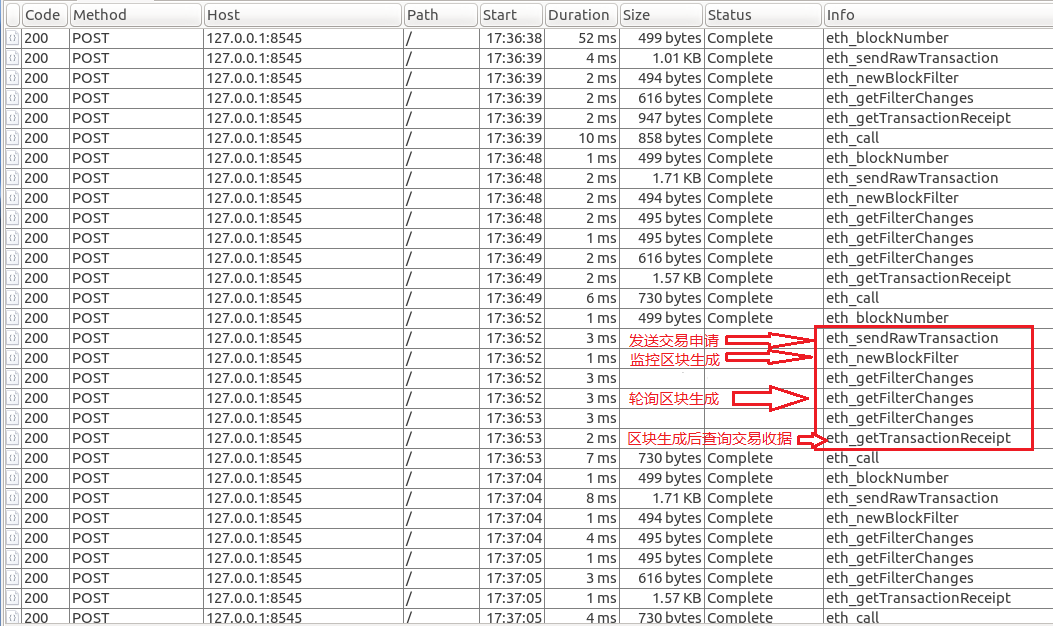 Code Method Host Path Start Duration Size Status Info
200 POST 127.0.0.1:8545 / 17:36:38 52 ms 499 bytes Complete eth_blockNumber
200 POST 127.0.0.1:8545 / 17:36:39 4 ms 1.01 KB Complete eth_sendRawTransaction
200 POST 127.0.0.1:8545 / 17:36:39 2 ms 494 bytes Complete eth_newBlockFilter
200 POST 127.0.0.1:8545 / 17:36:39 2 ms 616 bytes Complete eth_getFilterChanges
200 POST 127.0.0.1:8545 / 17:36:39 2 ms 947 bytes Complete eth_getTransactionReceipt
200 POST 127.0.0.1:8545 / 17:36:39 10 ms 858 bytes Complete eth_call
200 POST 127.0.0.1:8545 / 17:36:48 1 ms 499 bytes Complete eth_blockNumber
200 POST 127.0.0.1:8545 / 17:36:48 2 ms 1.71 KB Complete eth_sendRawTransaction
200 POST 127.0.0.1:8545 / 17:36:48 2 ms 494 bytes Complete eth_newBlockFilter
200 POST 127.0.0.1:8545 / 17:36:48 2 ms 495 bytes Complete eth_getFilterChanges
200 POST 127.0.0.1:8545 / 17:36:49 1 ms 495 bytes Complete eth_getFilterChanges
200 POST 127.0.0.1:8545 / 17:36:49 2 ms 616 bytes Complete eth_getFilterChanges
200 POST 127.0.0.1:8545 / 17:36:49 2 ms 1.57 KB Complete eth_getTransactionReceipt
200 POST 127.0.0.1:8545 / 17:36:49 6 ms 730 bytes Complete eth_call
200 POST 127.0.0.1:8545 / 17:36:52 1 ms 499 bytes Complete eth_blockNumber
200 POST 127.0.0.1:8545 / 17:36:52 3 ms 发送交易申请 eth_sendRawTransaction
200 POST 127.0.0.1:8545 / 17:36:52 1 ms 监控区块生成 eth_newBlockFilter
200 POST 127.0.0.1:8545 / 17:36:52 3 ms eth_getFilterChanges
200 POST 127.0.0.1:8545 / 17:36:52 3 ms 轮询区块生成 eth_getFilterChanges
200 POST 127.0.0.1:8545 / 17:36:53 3 ms eth_getFilterChanges
200 POST 127.0.0.1:8545 / 17:36:53 2 ms 区块生成后查询交易收据 eth_getTransactionReceipt
200 POST 127.0.0.1:8545 / 17:36:53 7 ms 730 bytes Complete eth_call
200 POST 127.0.0.1:8545 / 17:37:04 1 ms 499 bytes Complete eth_blockNumber
200 POST 127.0.0.1:8545 / 17:37:04 8 ms 1.71 KB Complete eth_sendRawTransaction
200 POST 127.0.0.1:8545 / 17:37:04 1 ms 494 bytes Complete eth_newBlockFilter
200 POST 127.0.0.1:8545 / 17:37:04 4 ms 495 bytes Complete eth_getFilterChanges
200 POST 127.0.0.1:8545 / 17:37:05 1 ms 495 bytes Complete eth_getFilterChanges
200 POST 127.0.0.1:8545 / 17:37:05 3 ms 616 bytes Complete eth_getFilterChanges
200 POST 127.0.0.1:8545 / 17:37:05 1 ms 1.57 KB Complete eth_getTransactionReceipt
200 POST 127.0.0.1:8545 / 17:37:05 4 ms 730 bytes Complete eth_call